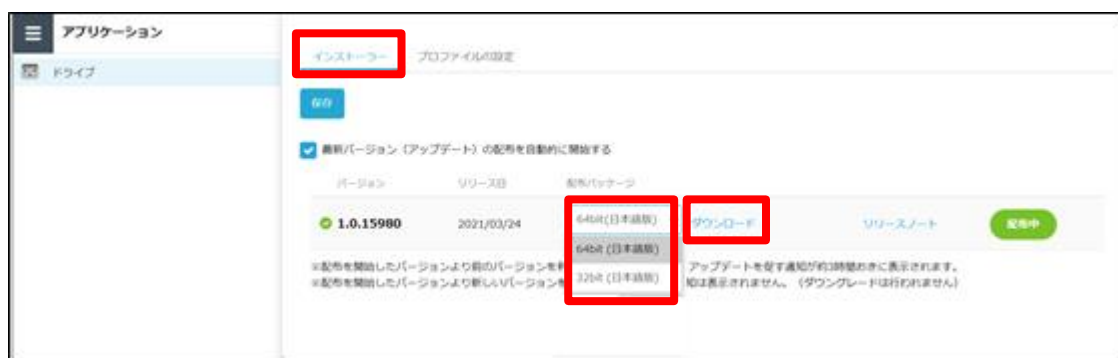 アプリケーション
ドライブ
インストーラー プロファイルの設定
保存
最新バージョン（アップデート）の配布を自動的に開始する
バージョン リリース日 配布パッケージ
1.0.15980 2021/03/24 64bit(日本語版) ダウンロード リリースノート 配布中
64bit (日本語版)
32bit (日本語版)
※配布を開始したバージョンより前のバージョンを アップデートを促す通知が約3時間おきに表示されます。
※配布を開始したバージョンより新しいバージョンを 知は表示されません。（ダウングレードは行われません）